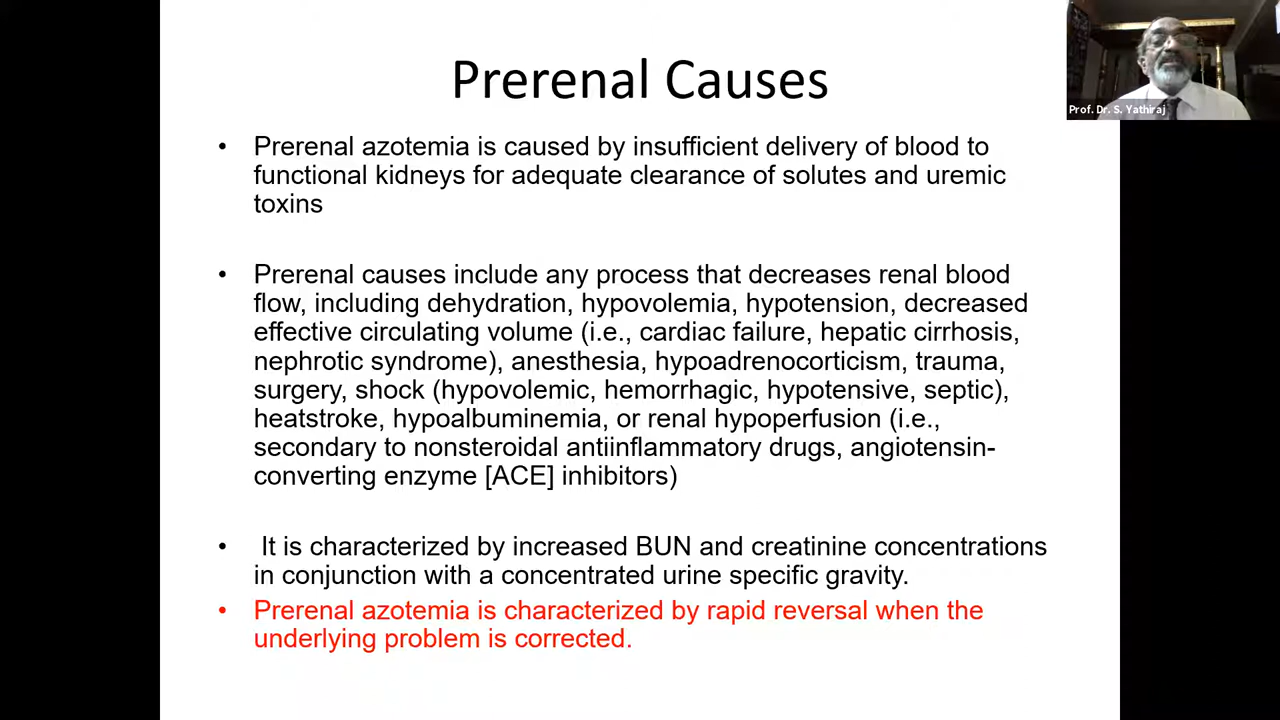 Prerenal Causes
Prof. Dr. S. Yathiraj
• Prerenal azotemia is caused by insufficient delivery of blood to
functional kidneys for adequate clearance of solutes and uremic
toxins
• Prerenal causes include any process that decreases renal blood
flow, including dehydration, hypovolemia, hypotension, decreased
effective circulating volume (i.e., cardiac failure, hepatic cirrhosis,
nephrotic syndrome), anesthesia, hypoadrenocorticism, trauma,
surgery, shock (hypovolemic, hemorrhagic, hypotensive, septic),
heatstroke, hypoalbuminemia, or renal hypoperfusion (i.e.,
secondary to nonsteroidal antiinflammatory drugs, angiotensin-
converting enzyme [ACE] inhibitors)
• It is characterized by increased BUN and creatinine concentrations
in conjunction with a concentrated urine specific gravity.
• Prerenal azotemia is characterized by rapid reversal when the
underlying problem is corrected.